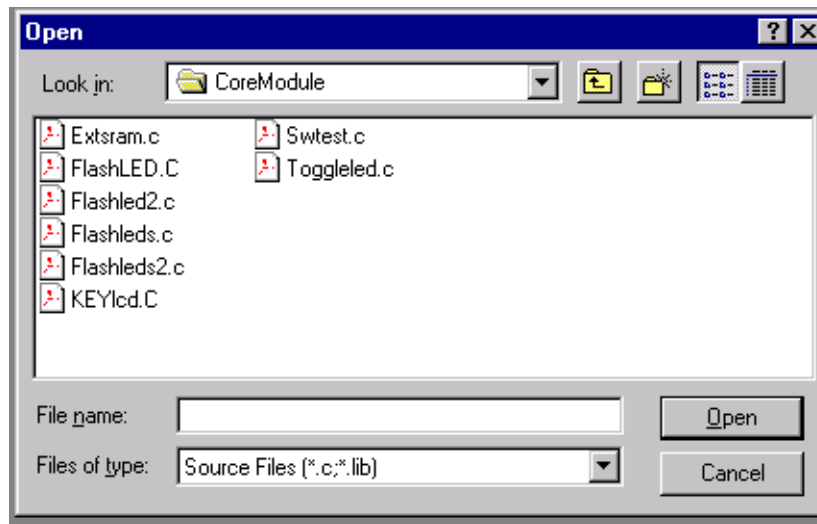 Open
Look in: CoreModule
Extsram.c Swtest.c
FlashLED.C Toggleled.c
Flashled2.c
Flashleds.c
Flashleds2.c
KEYlcd.C
File name: Open
Files of type: Source Files (*.c;*.lib) Cancel